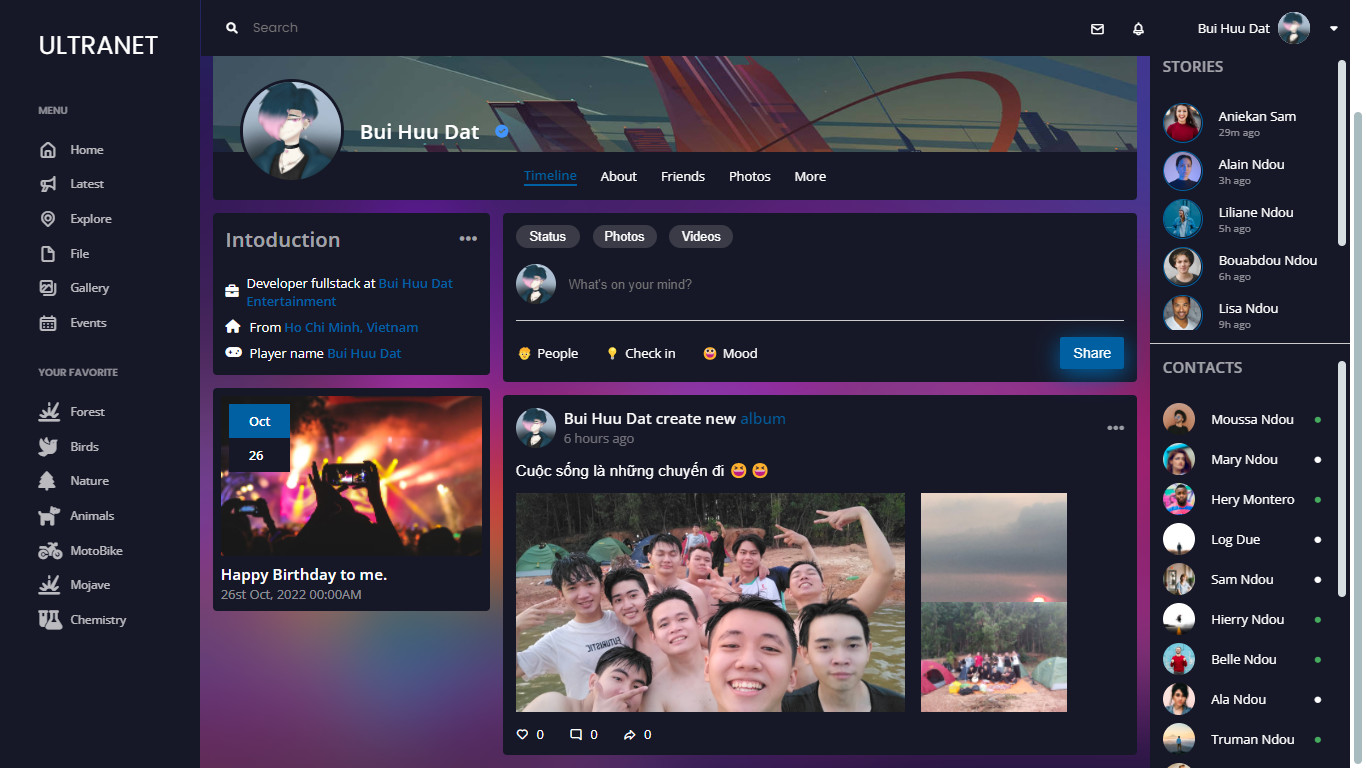 ULTRANET
MENU
Home
Latest
Explore
File
Gallery
Events
YOUR FAVORITE
Forest
Birds
Nature
Animals
MotoBike
Mojave
Chemistry
Search
Bui Huu Dat
Bui Huu Dat
Timeline About Friends Photos More
Intoduction
Developer fullstack at Bui Huu Dat
Entertainment
From Ho Chi Minh, Vietnam
Player name Bui Huu Dat
Oct
26
Happy Birthday to me.
26st Oct, 2022 00:00AM
Status Photos Videos
What's on your mind?
People Check in Mood Share
Bui Huu Dat create new album
6 hours ago
Cuộc sống là những chuyến đi 😆 😆
FUTURISTIC
0 0 0
STORIES
Aniekan Sam
29m ago
Alain Ndou
3h ago
Liliane Ndou
5h ago
Bouabdou Ndou
6h ago
Lisa Ndou
9h ago
CONTACTS
Moussa Ndou
Mary Ndou
Hery Montero
Log Due
Sam Ndou
Hierry Ndou
Belle Ndou
Ala Ndou
Truman Ndou